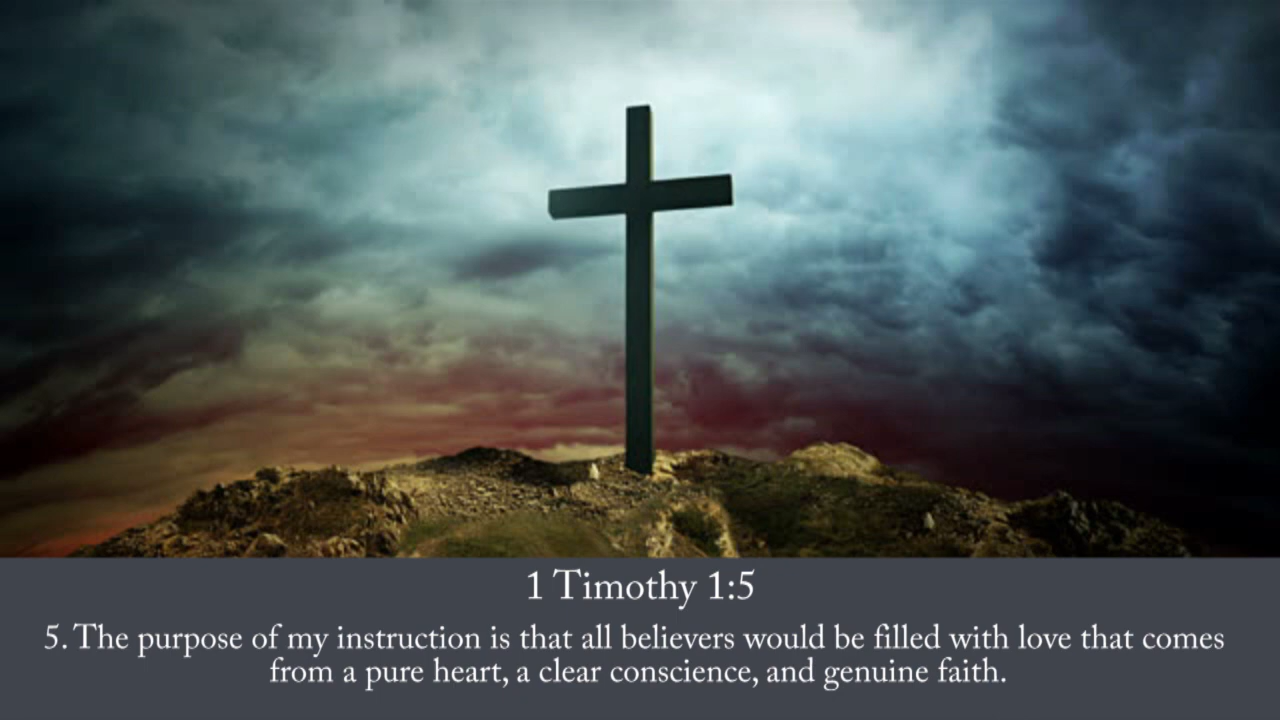 1 Timothy 1:5
5. The purpose of my instruction is that all believers would be filled with love that comes
from a pure heart, a clear conscience, and genuine faith.